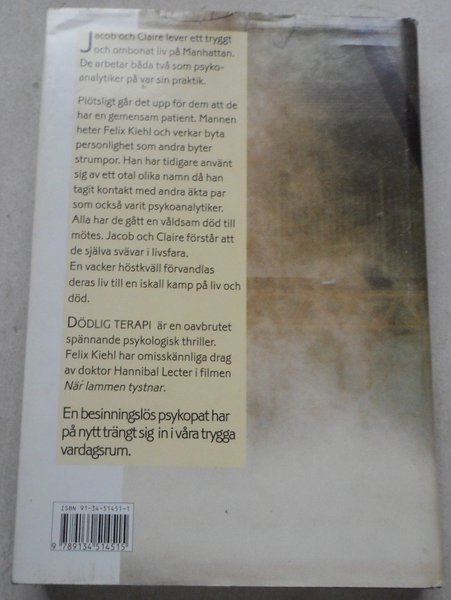 Jacob och Claire lever ett tryggt
och ombonat liv på Manhattan.
De arbetar båda två som psyko-
analytiker på var sin praktik.
Plötsligt går det upp för dem att de
har en gemensam patient. Mannen
heter Felix Kiehl och verkar byta
personlighet som andra byter
strumpor. Han har tidigare använt
sig av ett otal olika namn då han
tagit kontakt med andra äkta par
som också varit psykoanalytiker.
Alla har de gått en våldsam död till
mötes. Jacob och Claire förstår att
de själva svävar i livsfara.
En vacker höstkväll förvandlas
deras liv till en iskall kamp på liv och
död.
DÖDLIG TERAPI är en oavbrutet
spännande psykologisk thriller.
Felix Kiehl har omisskännliga drag
av doktor Hannibal Lecter i filmen
När lammen tystnar.
En besinningslös psykopat har
på nytt trängt sig in i våra trygga
vardagsrum.
ISBN 91-34-51451-1
9 789134 514515